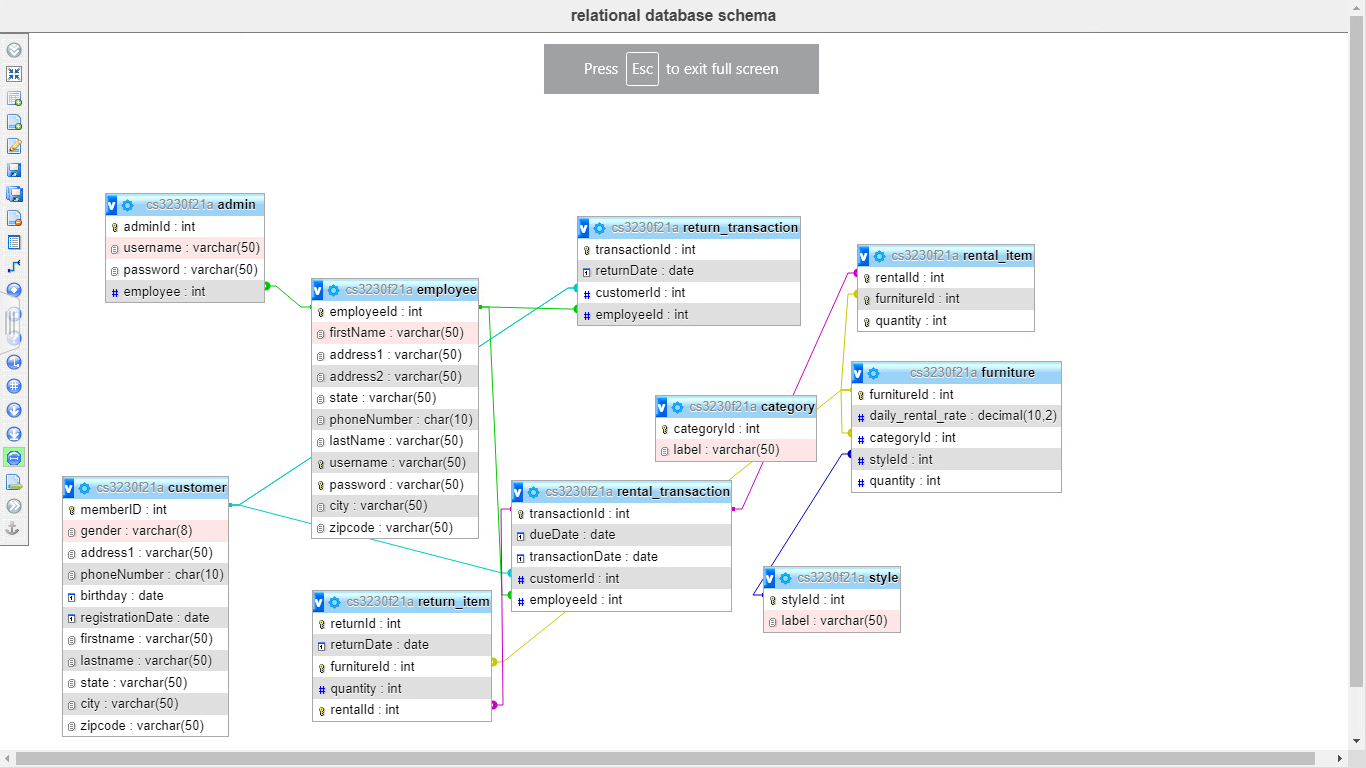 relational database schema
Press Esc to exit full screen
cs3230f21a admin
adminId : int
username : varchar(50)
password : varchar(50)
employee : int
cs3230f21a employee
employeeId : int
firstName : varchar(50)
address1 : varchar(50)
address2 : varchar(50)
state : varchar(50)
phoneNumber : char(10)
lastName : varchar(50)
username : varchar(50)
password : varchar(50)
city : varchar(50)
zipcode : varchar(50)
cs3230f21a return_transaction
transactionId : int
returnDate : date
customerId : int
employeeId : int
cs3230f21a rental_item
rentalId : int
furnitureId : int
quantity : int
cs3230f21a furniture
furnitureId : int
daily_rental_rate : decimal(10,2)
categoryId : int
styleId : int
quantity : int
cs3230f21a category
categoryId : int
label : varchar(50)
cs3230f21a customer
memberID : int
gender : varchar(8)
address1 : varchar(50)
phoneNumber : char(10)
birthday : date
registrationDate : date
firstname : varchar(50)
lastname : varchar(50)
state : varchar(50)
city : varchar(50)
zipcode : varchar(50)
cs3230f21a rental_transaction
transactionId : int
dueDate : date
transactionDate : date
customerId : int
employeeId : int
cs3230f21a style
styleId : int
label : varchar(50)
cs3230f21a return_item
returnId : int
returnDate : date
furnitureId : int
quantity : int
rentalId : int